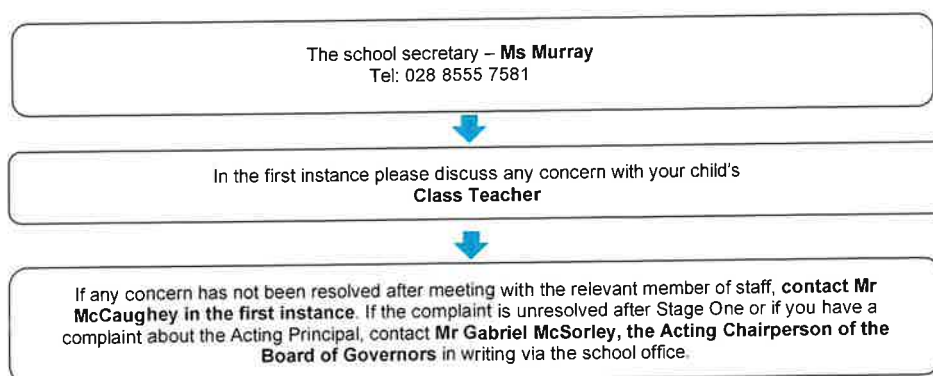 The school secretary – Ms Murray
Tel: 028 8555 7581
In the first instance please discuss any concern with your child's
Class Teacher
If any concern has not been resolved after meeting with the relevant member of staff, contact Mr
McCaughey in the first instance. If the complaint is unresolved after Stage One or if you have a
complaint about the Acting Principal, contact Mr Gabriel McSorley, the Acting Chairperson of the
Board of Governors in writing via the school office.